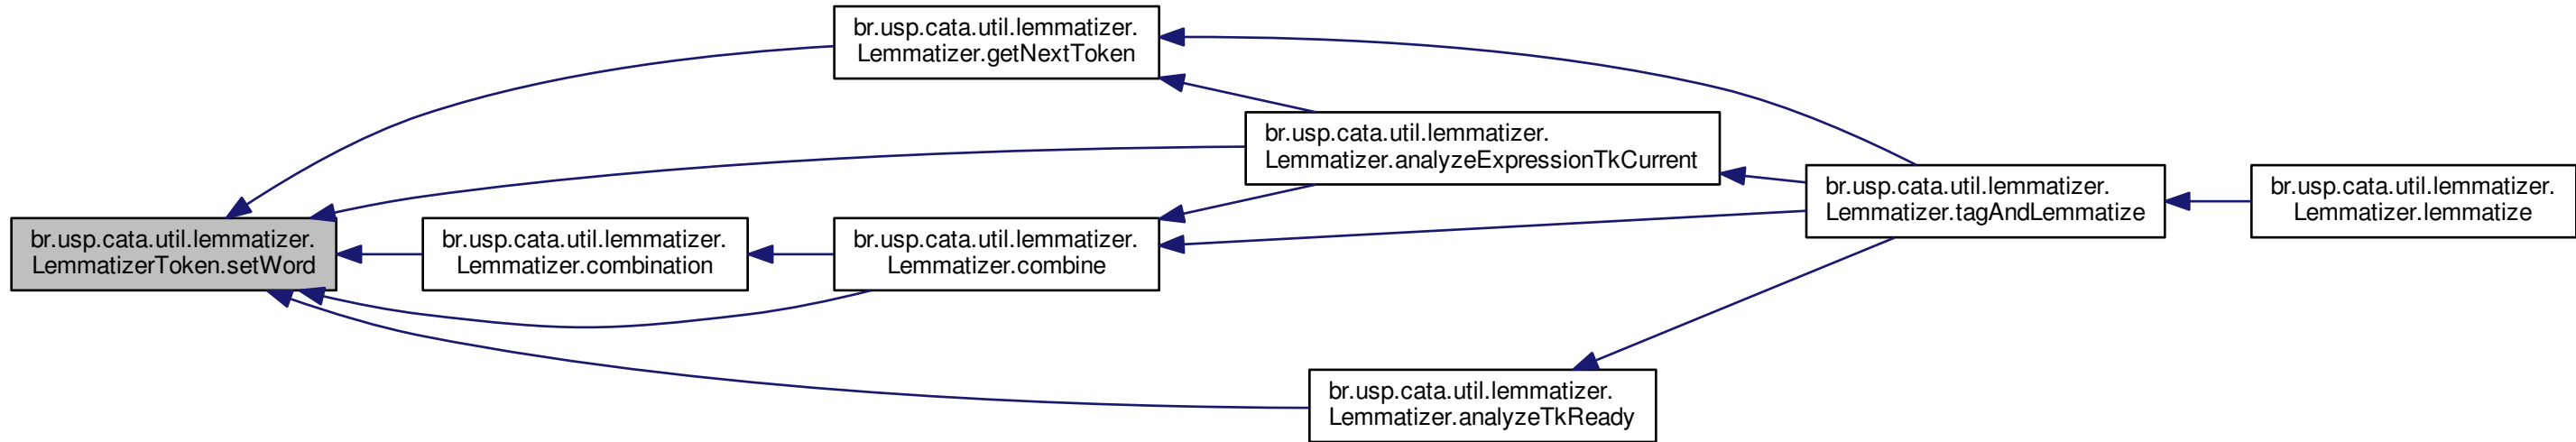 br.usp.cata.util.lemmatizer.
Lemmatizer.getNextToken
br.usp.cata.util.lemmatizer.
Lemmatizer.analyzeExpressionTkCurrent
br.usp.cata.util.lemmatizer.
Lemmatizer.tagAndLemmatize
br.usp.cata.util.lemmatizer.
Lemmatizer.lemmatize
br.usp.cata.util.lemmatizer.
LemmatizerToken.setWord
br.usp.cata.util.lemmatizer.
Lemmatizer.combination
br.usp.cata.util.lemmatizer.
Lemmatizer.combine
br.usp.cata.util.lemmatizer.
Lemmatizer.analyzeTkReady